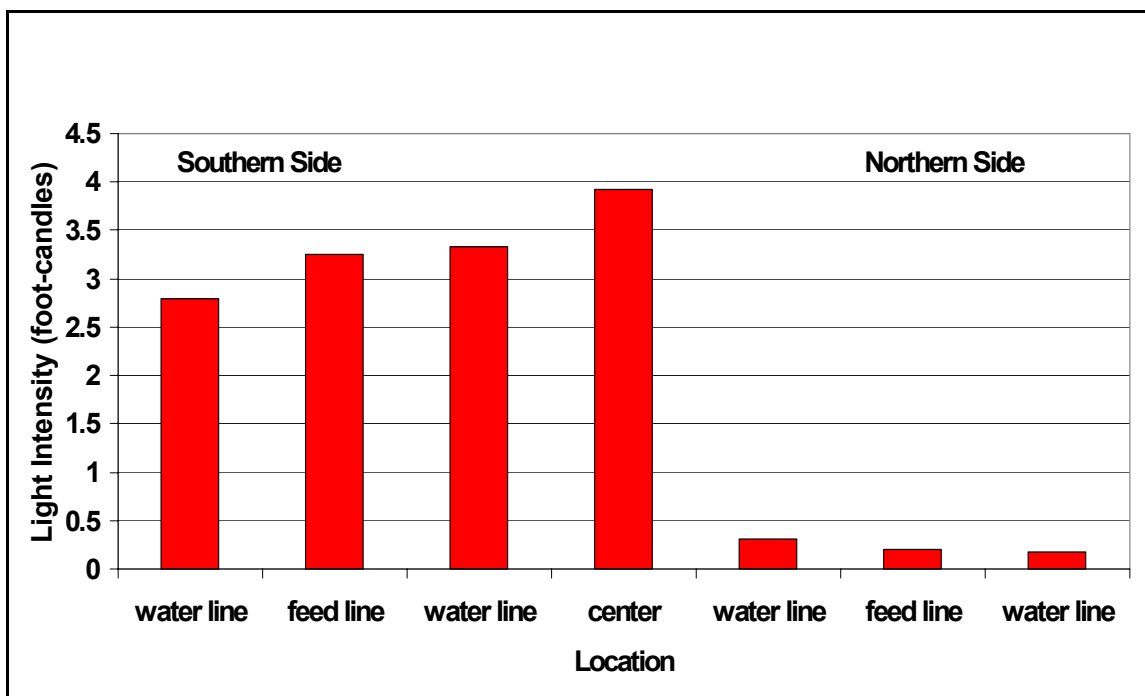 Southern Side
Northern Side
Light Intensity (foot-candles)
4.5
4
3.5
3
2.5
2
1.5
1
0.5
0
water line feed line water line center water line feed line water line
Location